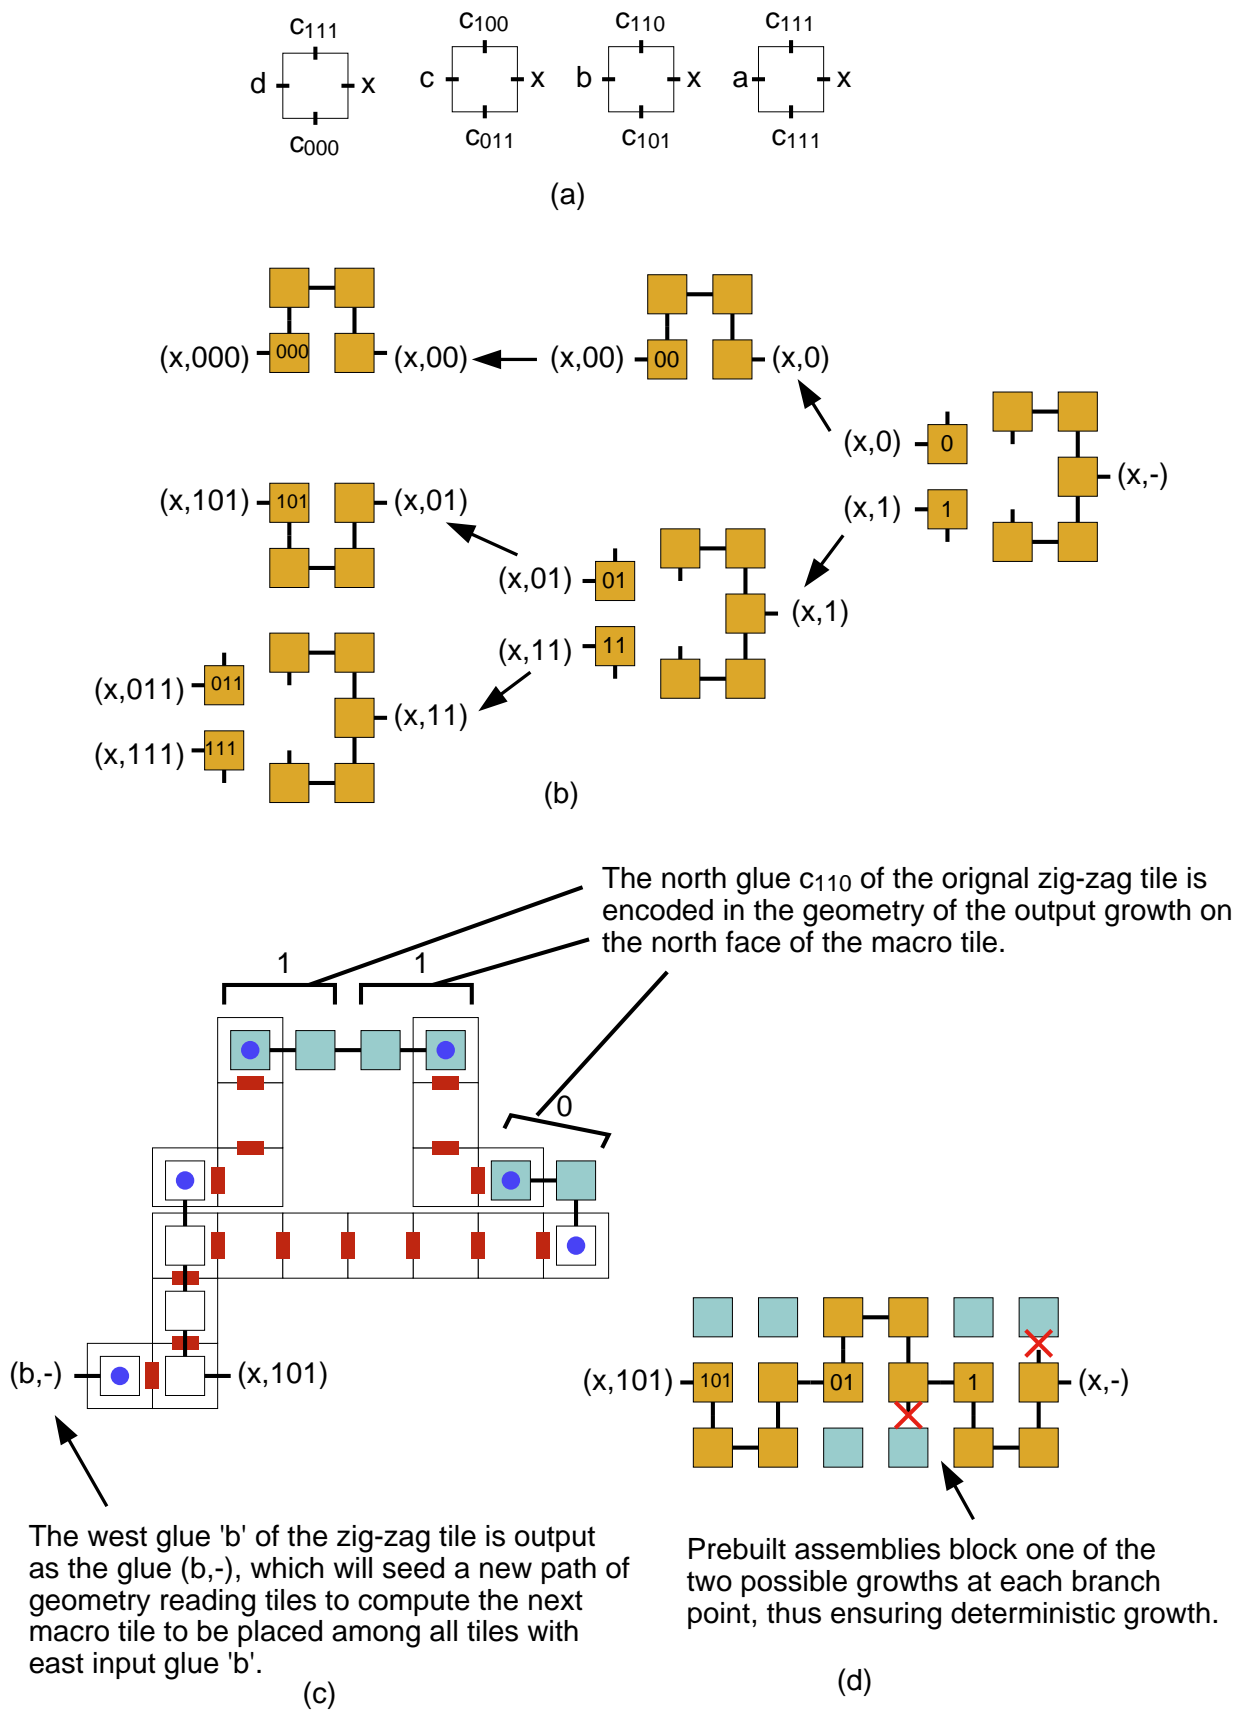 c111 c100 c110 c111
d x c x b x a x
c000 c011 c101 c111
(a)
(x,000) 000 (x,00) (x,00) 00 (x,0)
(x,0) 0
(x,-)
(x,1) 1
(x,101) 101 (x,01)
(x,01) 01
(x,1)
(x,11) 11
(x,011) 011
(x,11)
(x,111) 111
(b)
The north glue c110 of the orignal zig-zag tile is
encoded in the geometry of the output growth on
the north face of the macro tile.
1 1
0
(b,-) (x,101)
(x,101) 101 01 1 (x,-)
The west glue 'b' of the zig-zag tile is output
as the glue (b,-), which will seed a new path of
geometry reading tiles to compute the next
macro tile to be placed among all tiles with
east input glue 'b'.
(c)
Prebuilt assemblies block one of the
two possible growths at each branch
point, thus ensuring deterministic growth.
(d)